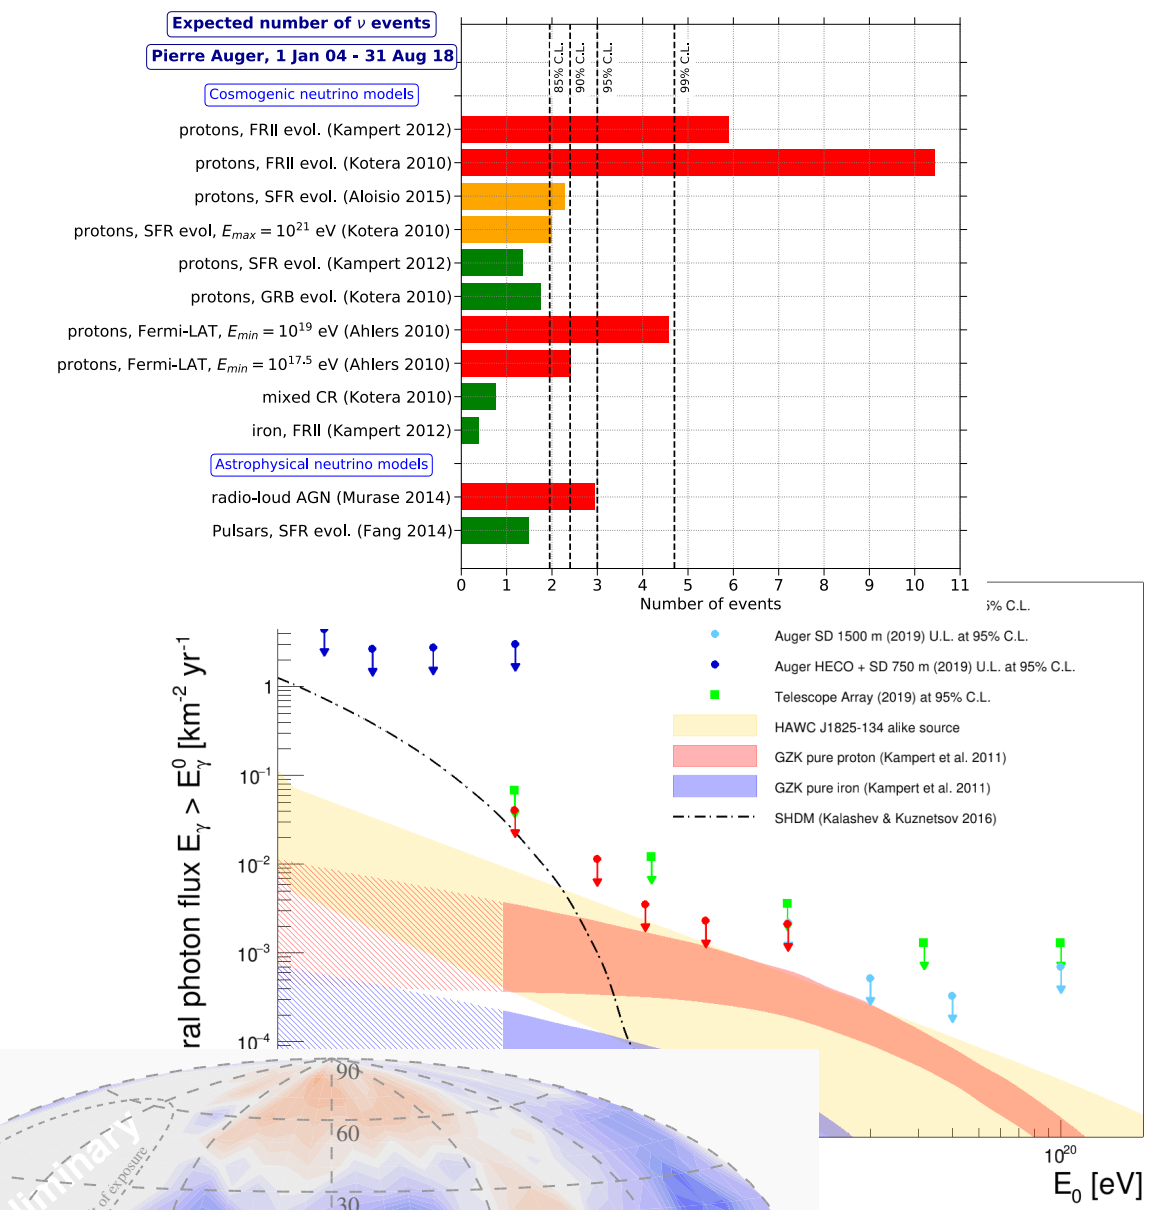 Expected number of ν events
Pierre Auger, 1 Jan 04 - 31 Aug 18
85% C.L.
90% C.L.
95% C.L.
99% C.L.
Cosmogenic neutrino models
protons, FRII evol. (Kampert 2012)
protons, FRII evol. (Kotera 2010)
protons, SFR evol. (Aloisio 2015)
protons, SFR evol, E_max = 10^21 eV (Kotera 2010)
protons, SFR evol. (Kampert 2012)
protons, GRB evol. (Kotera 2010)
protons, Fermi-LAT, E_min = 10^19 eV (Ahlers 2010)
protons, Fermi-LAT, E_min = 10^17.5 eV (Ahlers 2010)
mixed CR (Kotera 2010)
iron, FRII (Kampert 2012)
Astrophysical neutrino models
radio-loud AGN (Murase 2014)
Pulsars, SFR evol. (Fang 2014)
0 1 2 3 4 5 6 7 8 9 10 11
Number of events
% C.L.
Auger SD 1500 m (2019) U.L. at 95% C.L.
Auger HECO + SD 750 m (2019) U.L. at 95% C.L.
Telescope Array (2019) at 95% C.L.
HAWC J1825-134 alike source
GZK pure proton (Kampert et al. 2011)
GZK pure iron (Kampert et al. 2011)
SHDM (Kalashev & Kuznetsov 2016)
ral photon flux E_γ > E_γ^0 [km^-2 yr^-1
1
10^-1
10^-2
10^-3
10^-4
10^20
E_0 [eV]
90
60
30
liminary
of exposure